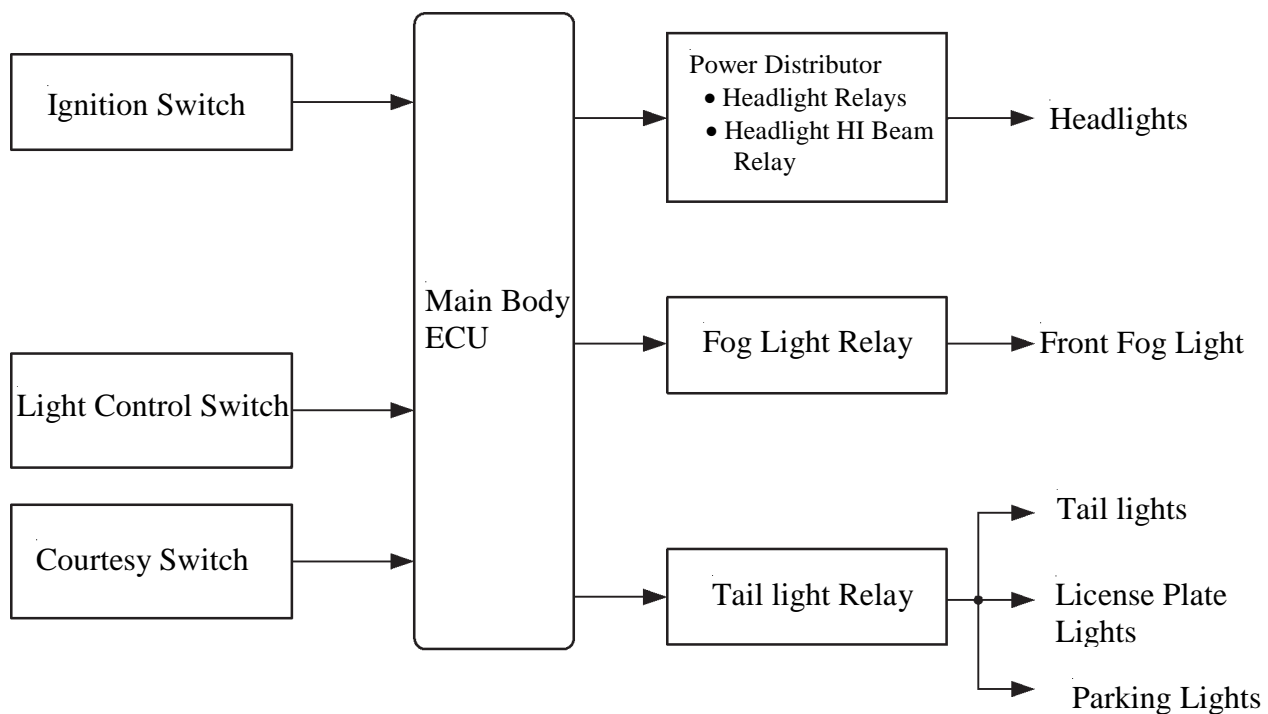 Ignition Switch
Light Control Switch
Courtesy Switch
Main Body
ECU
Power Distributor
• Headlight Relays
• Headlight HI Beam
Relay
Headlights
Fog Light Relay
Front Fog Light
Tail light Relay
Tail lights
License Plate
Lights
Parking Lights